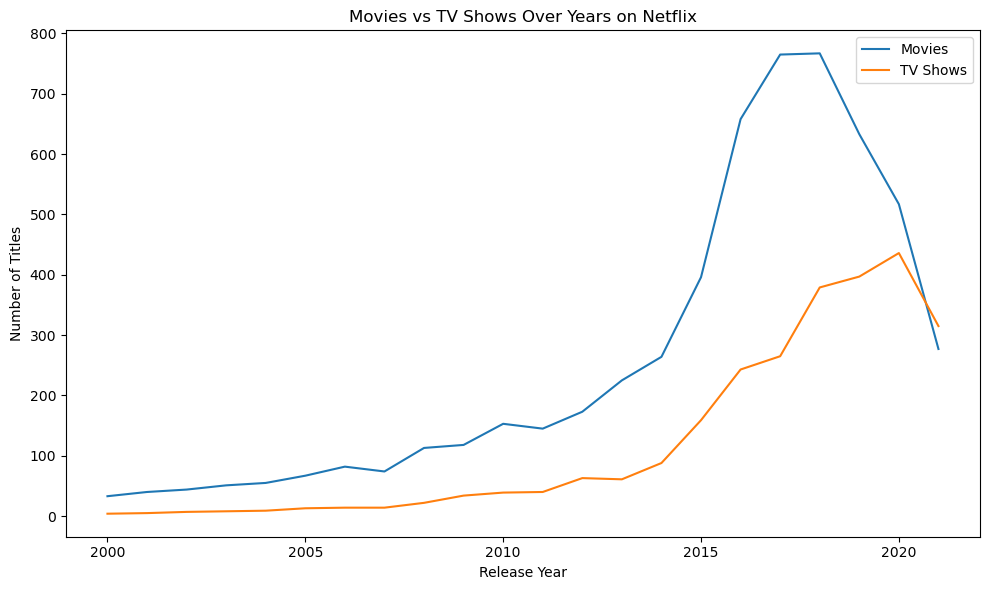 Movies vs TV Shows Over Years on Netflix
Movies
TV Shows
Number of Titles
800
700
600
500
400
300
200
100
0
2000 2005 2010 2015 2020
Release Year